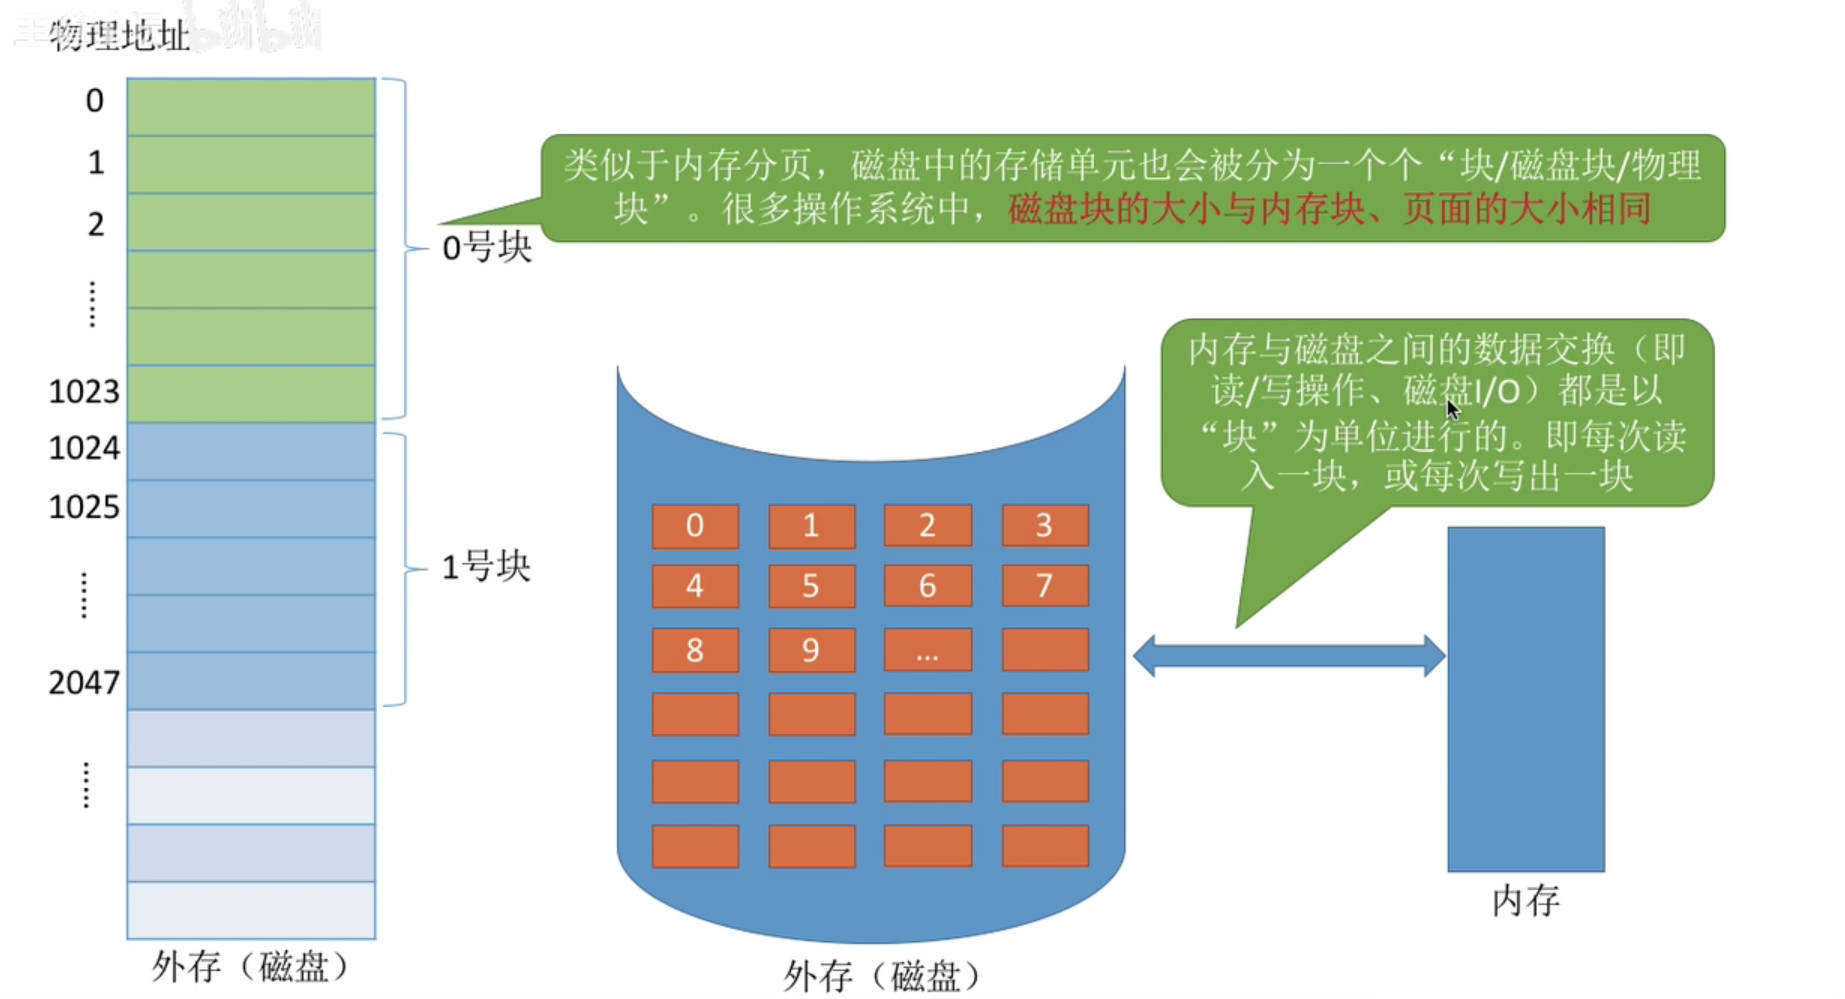 物理地址
bilibili
0
1
2
……
1023
1024
1025
……
2047
……
外存（磁盘）
0号块
1号块
类似于内存分页，磁盘中的存储单元也会被分为一个个“块/磁盘块/物理
块”。很多操作系统中，磁盘块的大小与内存块、页面的大小相同
0 1 2 3
4 5 6 7
8 9 ...
外存（磁盘）
内存与磁盘之间的数据交换（即
读/写操作、磁盘I/O）都是以
“块”为单位进行的。即每次读
入一块，或每次写出一块
内存